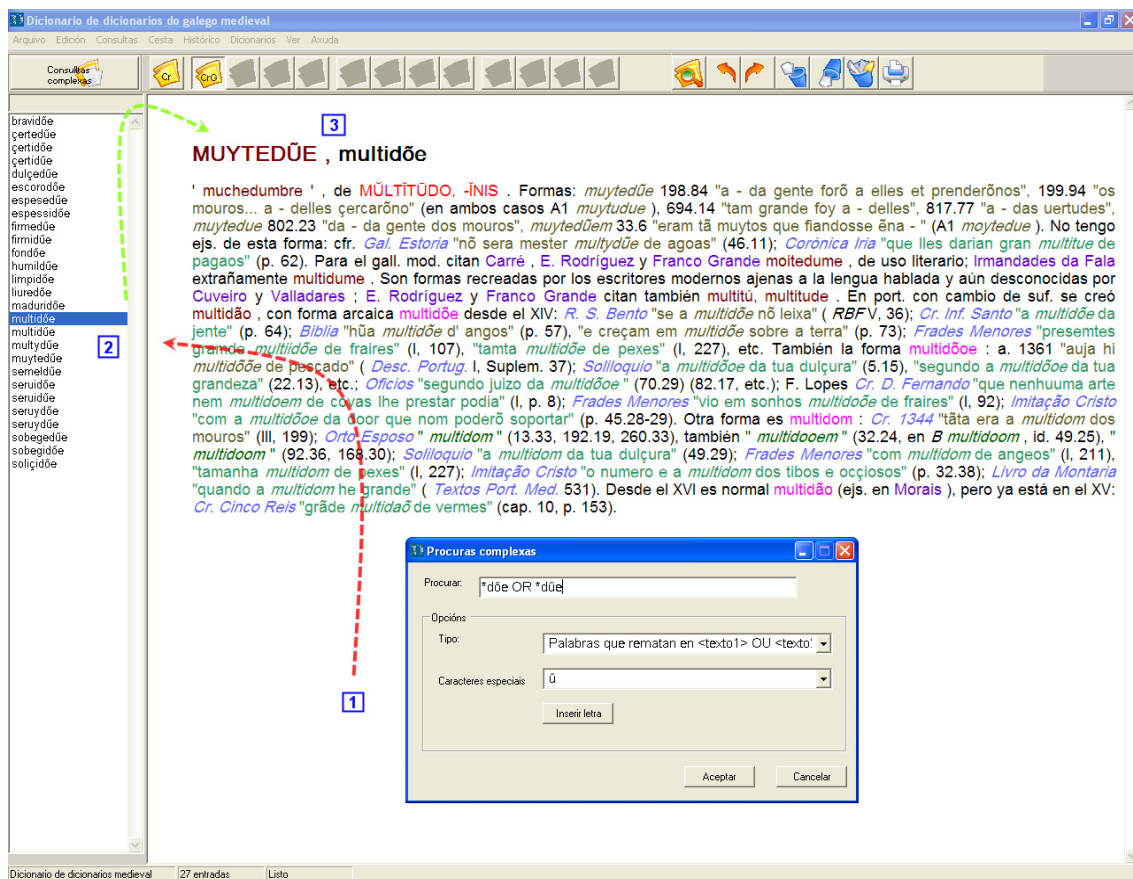 Dicionario de dicionarios do galego medieval
Arquivo Edición Consultas Cesta Histórico Dicionarios Ver Axuda
Consultas
complexas
Cr
CrG
bravidõe
çertedũe
çertidõe
çertidũe
dulçedũe
escorodõe
espesedũe
espessidõe
firmedũe
firmidũe
fondõe
humildũe
limpidõe
liuredõe
maduridõe
multidõe
multidũe
multydũe
muytedũe
semeldũe
seruidõe
seruidũe
seruydõe
seruydũe
sobegedũe
sobegidõe
soliçidõe
1
2
3
MUYTEDŨE , multidõe
' muchedumbre ' , de MŬLTĬTŪDO, -ĬNIS . Formas: muytedũe 198.84 "a - da gente forõ a elles et prenderõnos", 199.94 "os
mouros... a - delles çercarõno" (en ambos casos A1 muytudue ), 694.14 "tam grande foy a - delles", 817.77 "a - das uertudes",
muytedue 802.23 "da - da gente dos mouros", muytedũem 33.6 "eram tã muytos que fiandosse ẽna - " (A1 moytedue ). No tengo
ejs. de esta forma: cfr. Gal. Estoria "nõ sera mester multydũe de agoas" (46.11); Corónica Iria "que lles darian gran multitue de
pagaos" (p. 62). Para el gall. mod. citan Carré , E. Rodríguez y Franco Grande moitedume , de uso literario; Irmandades da Fala
extrañamente multidume . Son formas recreadas por los escritores modernos ajenas a la lengua hablada y aún desconocidas por
Cuveiro y Valladares ; E. Rodríguez y Franco Grande citan también multitú, multitude . En port. con cambio de suf. se creó
multidão , con forma arcaica multidõe desde el XIV: R. S. Bento "se a multidõe nõ leixa" ( RBF V, 36); Cr. Inf. Santo "a multidõe da
jente" (p. 64); Biblia "hũa multidõe d' angos" (p. 57), "e creçam em multidõe sobre a terra" (p. 73); Frades Menores "presemtes
gramde multiidõe de fraires" (I, 107), "tamta multidõe de pexes" (I, 227), etc. También la forma multidõoe : a. 1361 "auja hi
multidõõe de pescado" ( Desc. Portug. I, Suplem. 37); Soliloquio "a multidõoe da tua dulçura" (5.15), "segundo a multidõoe da tua
grandeza" (22.13), etc.; Oficios "segundo juizo da multidõoe " (70.29) (82.17, etc.); F. Lopes Cr. D. Fernando "que nenhuuma arte
nem multidoem de covas lhe prestar podia" (I, p. 8); Frades Menores "vio em sonhos multidoõe de fraires" (I, 92); Imitação Cristo
"com a multidõoe da door que nom poderõ soportar" (p. 45.28-29). Otra forma es multidom : Cr. 1344 "tãta era a multidom dos
mouros" (III, 199); Orto Esposo " multidom " (13.33, 192.19, 260.33), también " multidooem " (32.24, en B multidoom , id. 49.25), "
multidoom " (92.36, 168.30); Soliloquio "a multidom da tua dulçura" (49.29); Frades Menores "com multidom de angeos" (I, 211),
"tamanha multidom de pexes" (I, 227); Imitação Cristo "o numero e a multidom dos tibos e occiosos" (p. 32.38); Livro da Montaria
"quando a multidom he grande" ( Textos Port. Med. 531). Desde el XVI es normal multidão (ejs. en Morais ), pero ya está en el XV:
Cr. Cinco Reis "grãde multidaõ de vermes" (cap. 10, p. 153).
Procuras complexas
Procurar: *dõe OR *dũe
Opcións
Tipo: Palabras que rematan en <texto1> OU <texto:
Caracteres especiais ũ
Inserir letra
Aceptar Cancelar
Dicionario de dicionarios medieval 27 entradas Listo